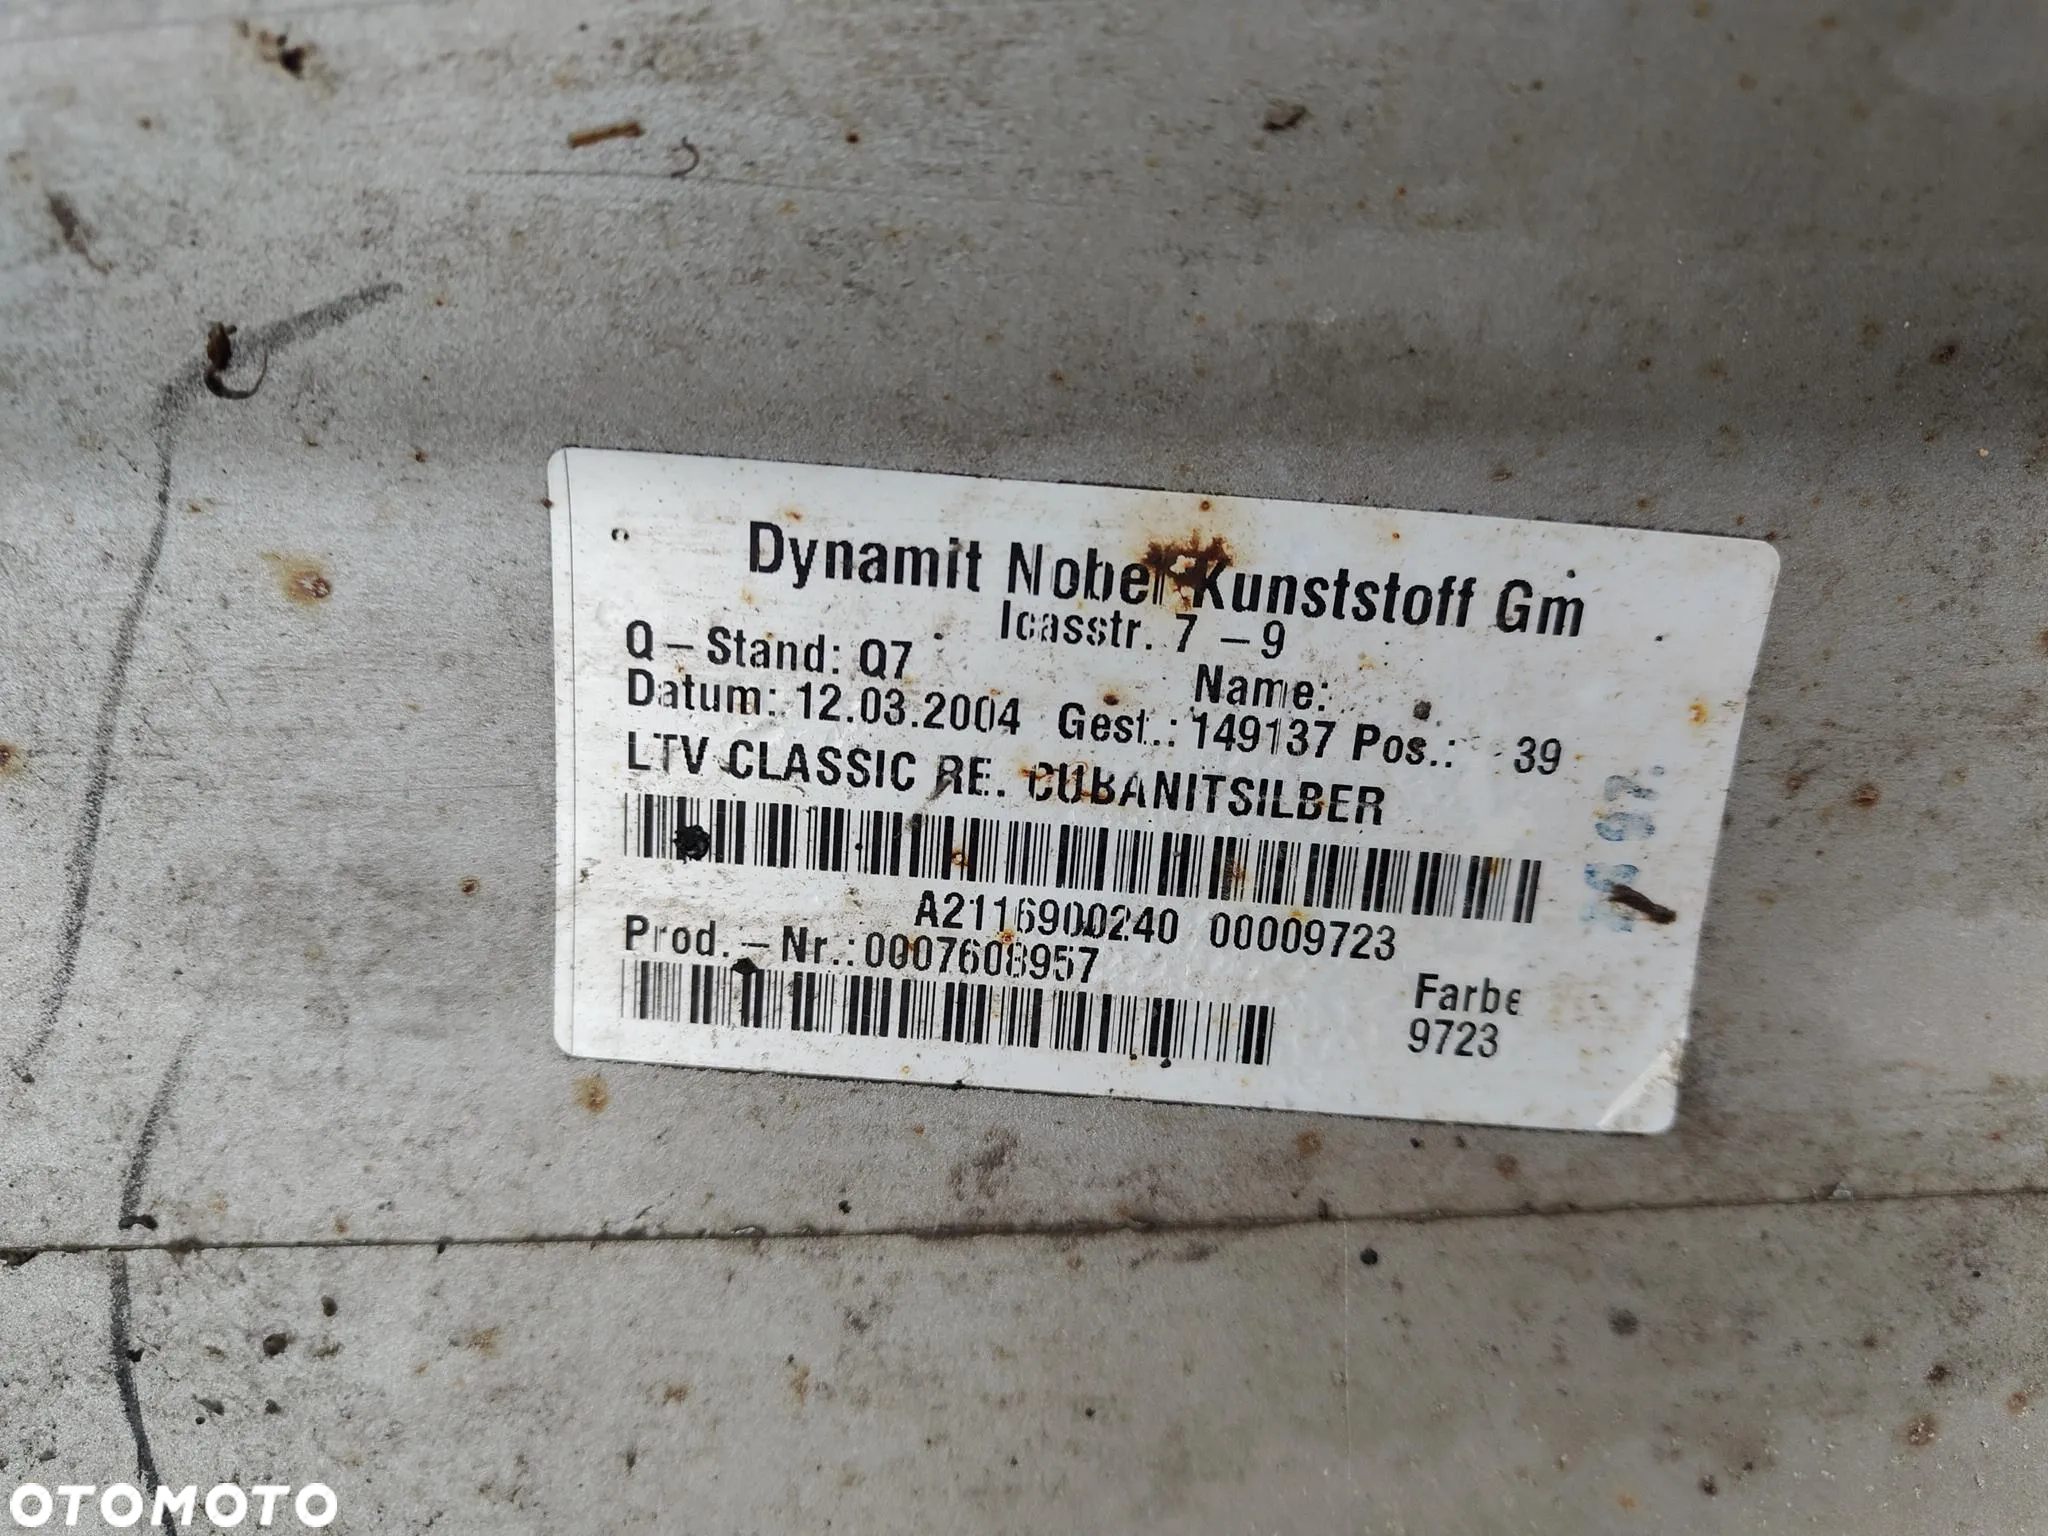 Dynamit Nobel Kunststoff Gm
Icasstr. 7 - 9
Q-Stand: Q7 Name:
Datum: 12.03.2004 Gest.: 149137 Pos.: 39
LTV CLASSIC RE. CUBANITSILBER
A2116900240 00009723
Prod.-Nr.:0007608957
Farbe
9723
OTOMOTO